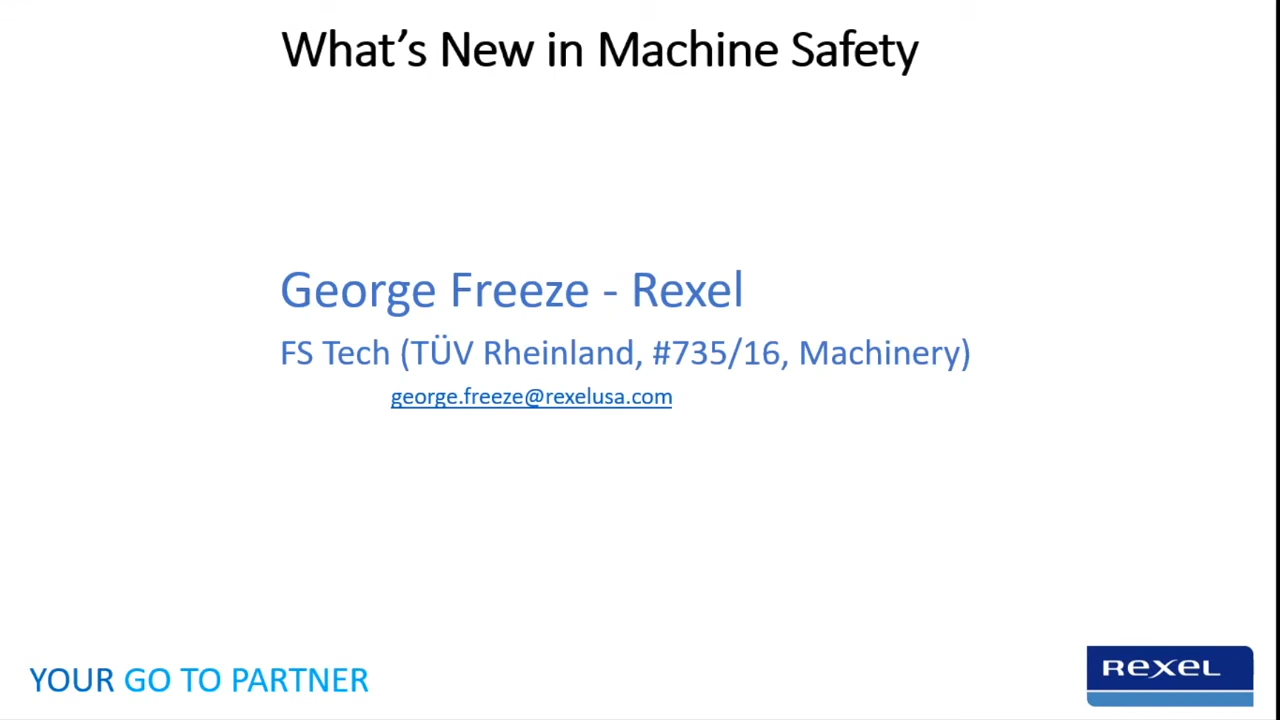 What's New in Machine Safety
George Freeze - Rexel
FS Tech (TÜV Rheinland, #735/16, Machinery)
george.freeze@rexelusa.com
YOUR GO TO PARTNER
REXEL